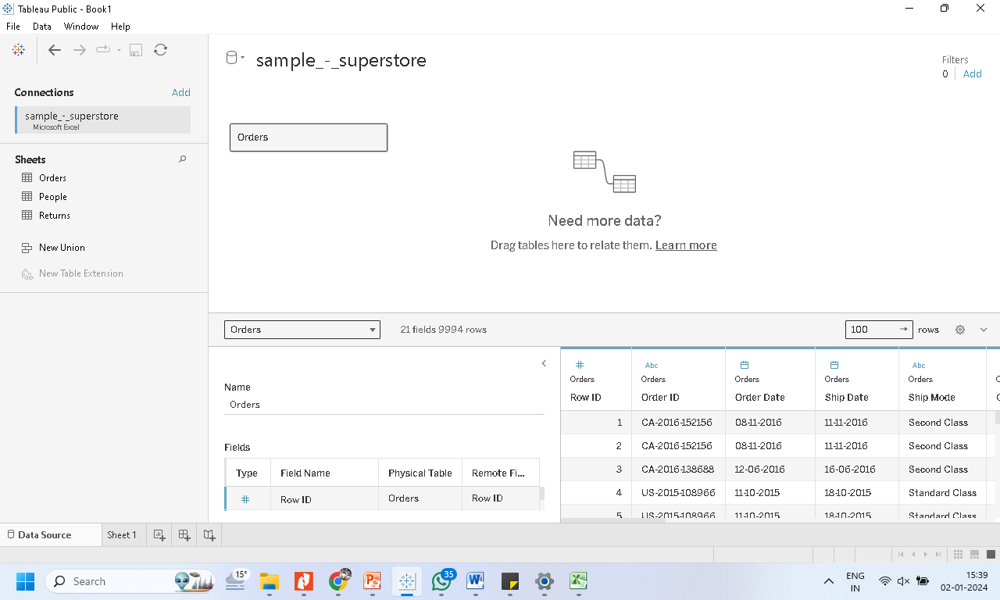 Tableau Public - Book1
File Data Window Help
sample_-_superstore
Filters
0 Add
Connections Add
sample_-_superstore
Microsoft Excel
Sheets
Orders
People
Returns
New Union
New Table Extension
Orders
Need more data?
Drag tables here to relate them. Learn more
Orders 21 fields 9994 rows 100 rows
Name
Orders
Fields
Type Field Name Physical Table Remote Fi...
# Row ID Orders Row ID
# Abc Abc
Orders Orders Orders Orders Orders
Row ID Order ID Order Date Ship Date Ship Mode
1 CA-2016-152156 08-11-2016 11-11-2016 Second Class
2 CA-2016-152156 08-11-2016 11-11-2016 Second Class
3 CA-2016-138688 12-06-2016 16-06-2016 Second Class
4 US-2015-108966 11-10-2015 18-10-2015 Standard Class
5 US-2015-108966 11-10-2015 18-10-2015 Standard Class
Data Source Sheet 1
Search
15°
35
ENG
IN
15:39
02-01-2024